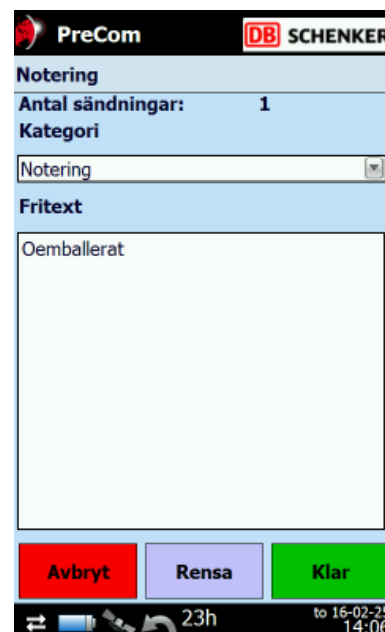 PreCom DB SCHENKER
Notering
Antal sändningar: 1
Kategori
Notering
Fritext
Oemballerat
Avbryt Rensa Klar
23h to 16-02-25
14:06